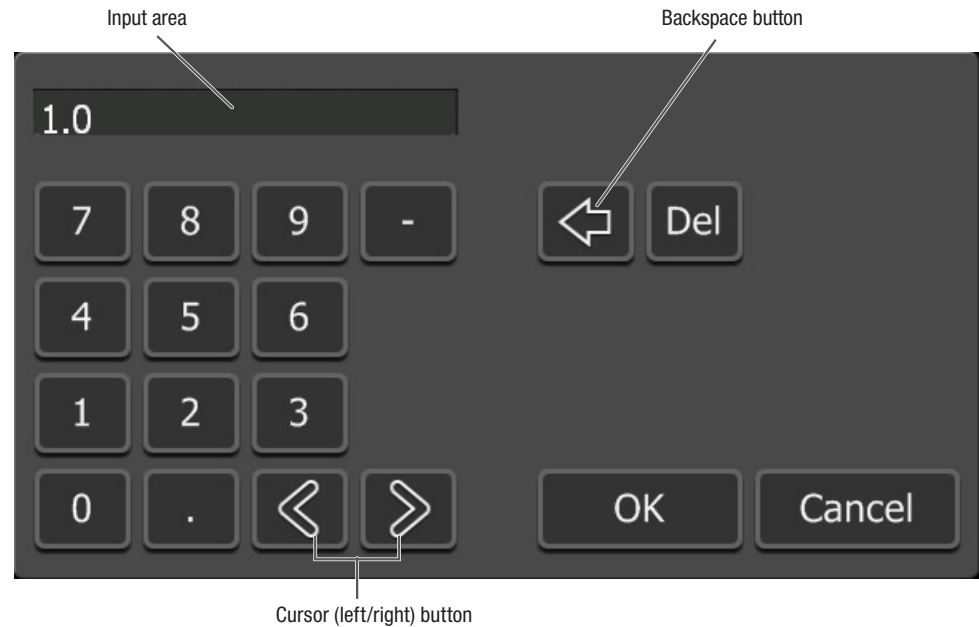 Input area Backspace button
1.0
7 8 9 - Del
4 5 6
1 2 3
0 . OK Cancel
Cursor (left/right) button